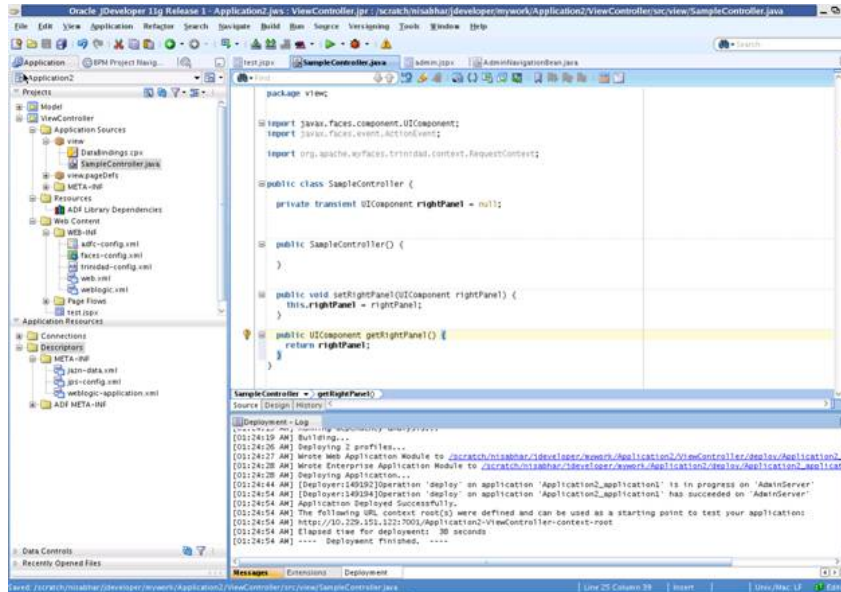 Oracle JDeveloper 11g Release 1 - Application2.jws : ViewController.jpr : /scratch/nisabhar/jdeveloper/mywork/Application2/ViewController/src/view/SampleController.java
File Edit View Application Refactor Search Navigate Build Run Source Versioning Tools Window Help
Search
Application BPM Project Navig...
test.jspx SampleController.java admin.jspx AdminNavigationBean.java
Application2
Find
Projects
Model
ViewController
Application Sources
view
DataBindings.cpx
SampleController.java
view.pageDefs
META-INF
Resources
ADF Library Dependencies
Web Content
WEB-INF
adfc-config.xml
faces-config.xml
trinidad-config.xml
web.xml
weblogic.xml
Page Flows
test.jspx
Application Resources
Connections
Descriptors
META-INF
jazn-data.xml
jps-config.xml
weblogic-application.xml
ADF META-INF
Data Controls
Recently Opened Files
package view;
import javax.faces.component.UIComponent;
import javax.faces.event.ActionEvent;
import org.apache.myfaces.trinidad.context.RequestContext;
public class SampleController {
private transient UIComponent rightPanel = null;
public SampleController() {
}
public void setRightPanel(UIComponent rightPanel) {
this.rightPanel = rightPanel;
}
public UIComponent getRightPanel() {
return rightPanel;
}
}
SampleController getRightPanel()
Source Design History
Deployment - Log
[01:24:19 AM] Building...
[01:24:26 AM] Deploying 2 profiles...
[01:24:27 AM] Wrote Web Application Module to /scratch/nisabhar/jdeveloper/mywork/Application2/ViewController/deploy/Application2_
[01:24:28 AM] Wrote Enterprise Application Module to /scratch/nisabhar/jdeveloper/mywork/Application2/deploy/Application2_applicat
[01:24:28 AM] Deploying Application...
[01:24:44 AM] [Deployer:149192]Operation 'deploy' on application 'Application2_application1' is in progress on 'AdminServer'
[01:24:54 AM] [Deployer:149194]Operation 'deploy' on application 'Application2_application1' has succeeded on 'AdminServer'
[01:24:54 AM] Application Deployed Successfully.
[01:24:54 AM] The following URL context root(s) were defined and can be used as a starting point to test your application:
[01:24:54 AM] http://10.229.151.122:7001/Application2-ViewController-context-root
[01:24:54 AM] Elapsed time for deployment: 38 seconds
[01:24:54 AM] ---- Deployment finished. ----
Messages Extensions Deployment
Saved: /scratch/nisabhar/jdeveloper/mywork/Application2/ViewController/src/view/SampleController.java Line 25 Column 39 Insert Unix/Mac: LF Edit